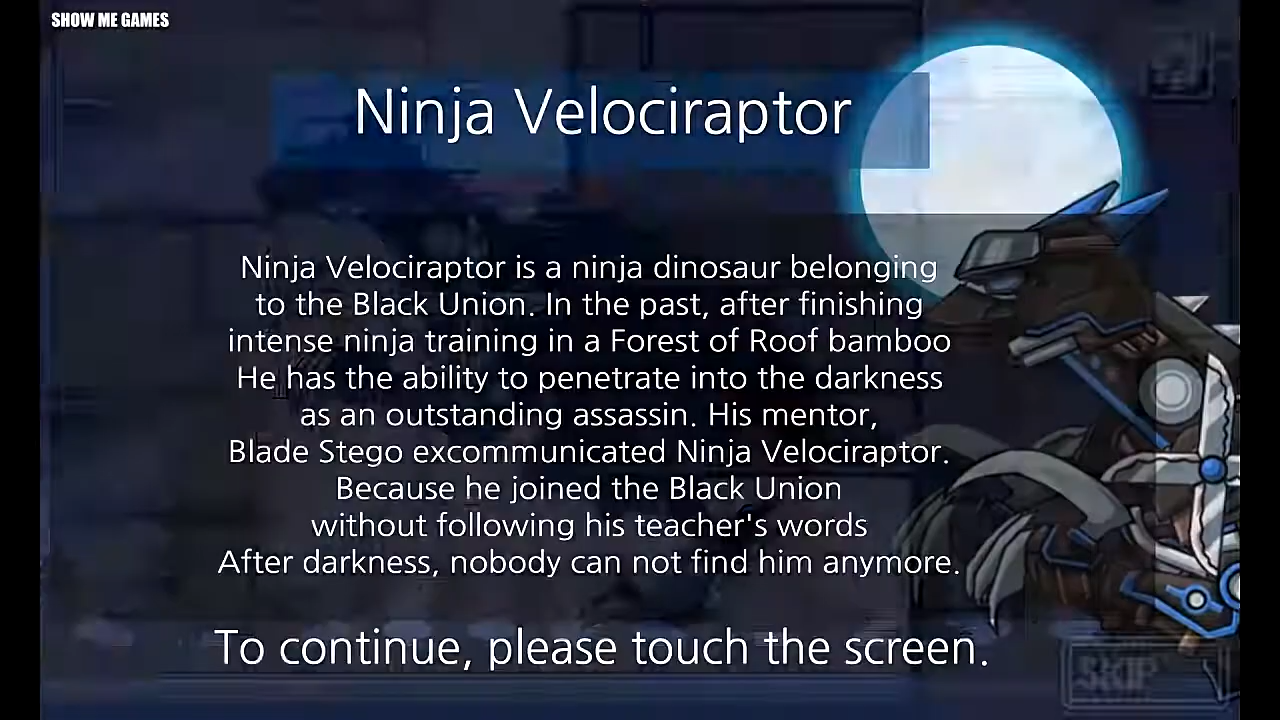 SHOW ME GAMES
Ninja Velociraptor
Ninja Velociraptor is a ninja dinosaur belonging
to the Black Union. In the past, after finishing
intense ninja training in a Forest of Roof bamboo
He has the ability to penetrate into the darkness
as an outstanding assassin. His mentor,
Blade Stego excommunicated Ninja Velociraptor.
Because he joined the Black Union
without following his teacher's words
After darkness, nobody can not find him anymore.
To continue, please touch the screen.
SKIP